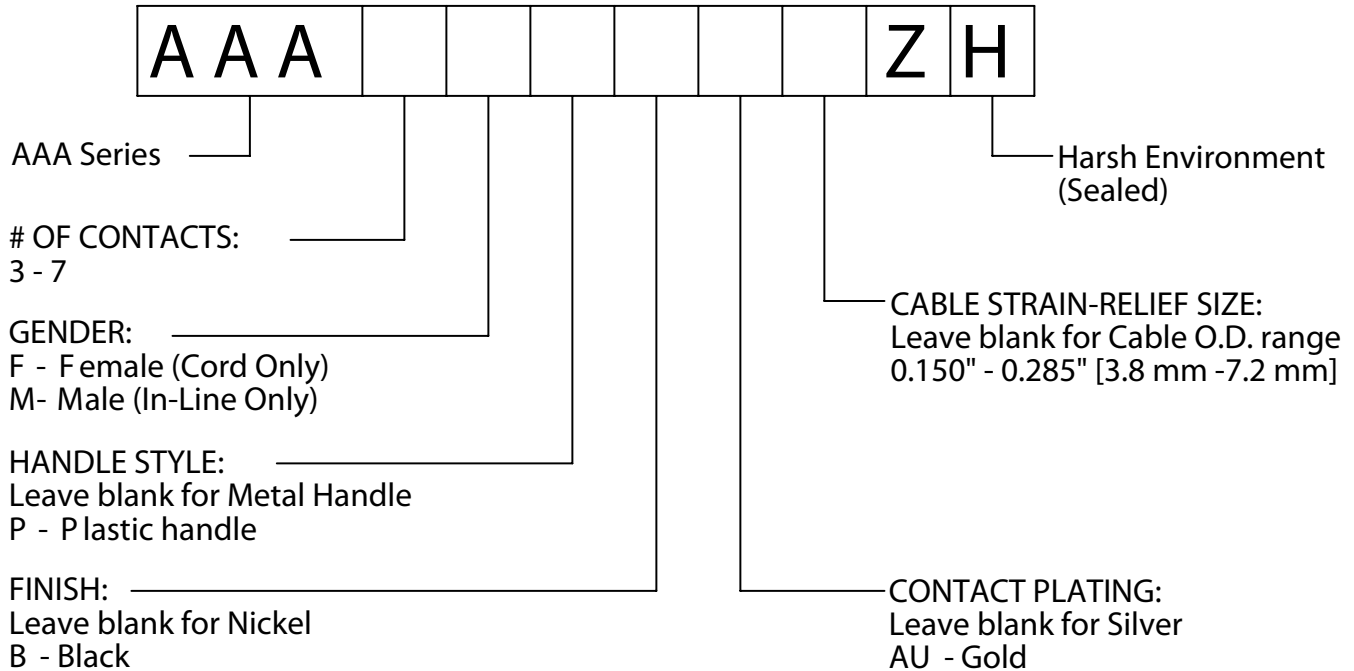 A A A Z H
AAA Series
Harsh Environment
(Sealed)
# OF CONTACTS:
3 - 7
GENDER:
F - Female (Cord Only)
M- Male (In-Line Only)
HANDLE STYLE:
Leave blank for Metal Handle
P - Plastic handle
FINISH:
Leave blank for Nickel
B - Black
CABLE STRAIN-RELIEF SIZE:
Leave blank for Cable O.D. range
0.150" - 0.285" [3.8 mm -7.2 mm]
CONTACT PLATING:
Leave blank for Silver
AU - Gold